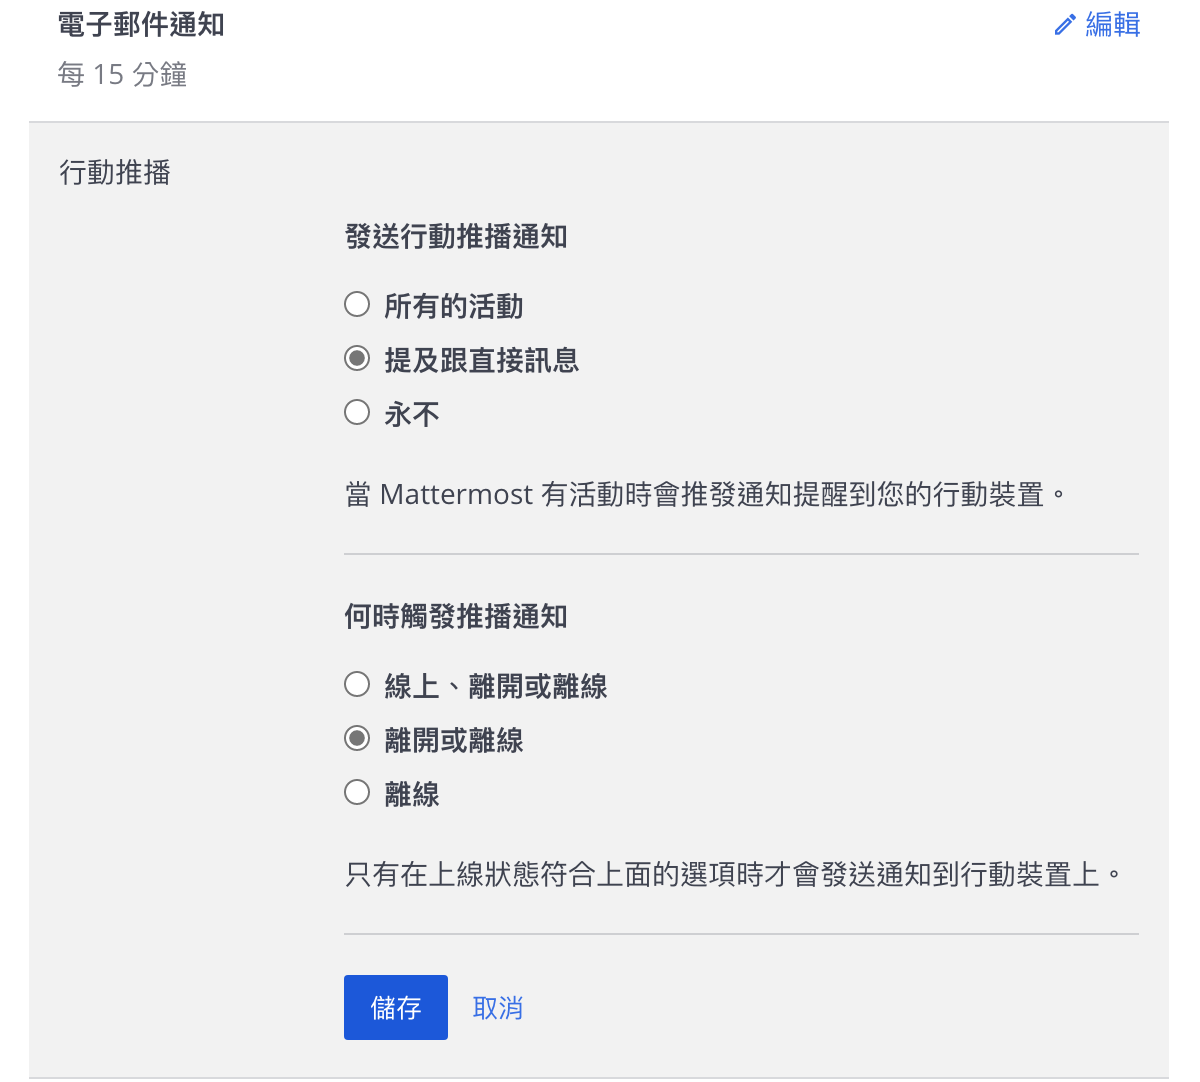 電子郵件通知
編輯
每 15 分鐘
行動推播
發送行動推播通知
所有的活動
提及跟直接訊息
永不
當 Mattermost 有活動時會推發通知提醒到您的行動裝置。
何時觸發推播通知
線上、離開或離線
離開或離線
離線
只有在上線狀態符合上面的選項時才會發送通知到行動裝置上。
儲存
取消